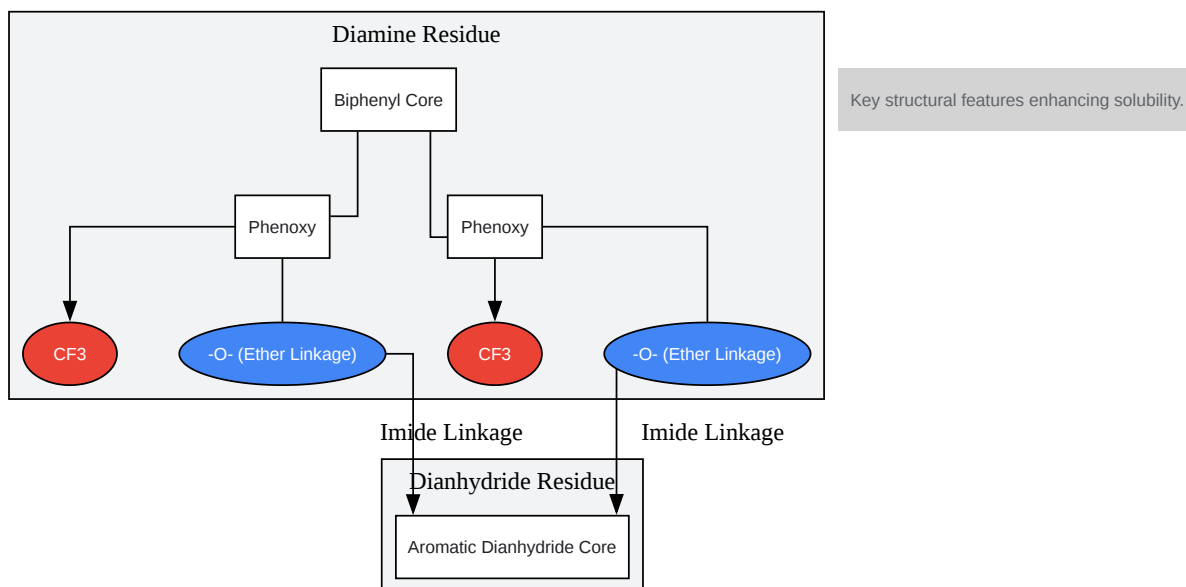 Diamine Residue
Biphenyl Core
Key structural features enhancing solubility.
Phenoxy
Phenoxy
CF3
-O- (Ether Linkage)
CF3
-O- (Ether Linkage)
Imide Linkage
Imide Linkage
Dianhydride Residue
Aromatic Dianhydride Core